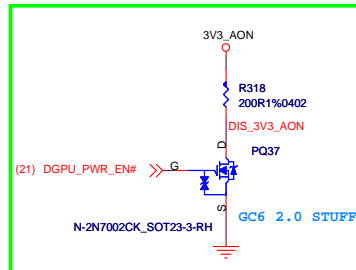 3V3_AON
R318
200R1%0402
DIS_3V3_AON
D
PQ37
(21) DGPU_PWR_EN#
G
S
GC6 2.0 STUFF
N-2N7002CK_SOT23-3-RH